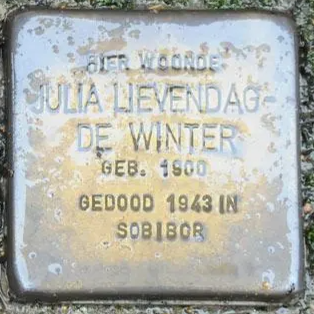 HIER WOONDE
JULIA LIEVENDAG-
DE WINTER
GEB. 1900
GEDOOD 1943 IN
SOBIBOR